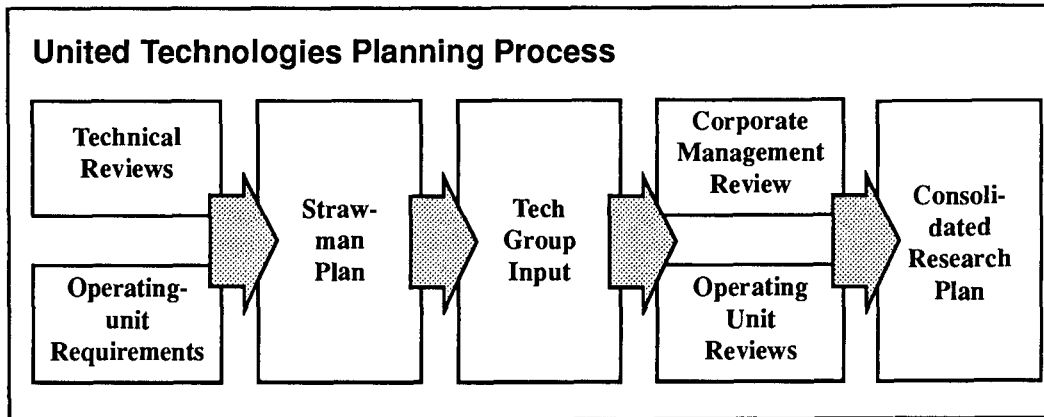 United Technologies Planning Process
Technical
Reviews
Operating-
unit
Requirements
Straw-
man
Plan
Tech
Group
Input
Corporate
Management
Review
Operating
Unit
Reviews
Consoli-
dated
Research
Plan